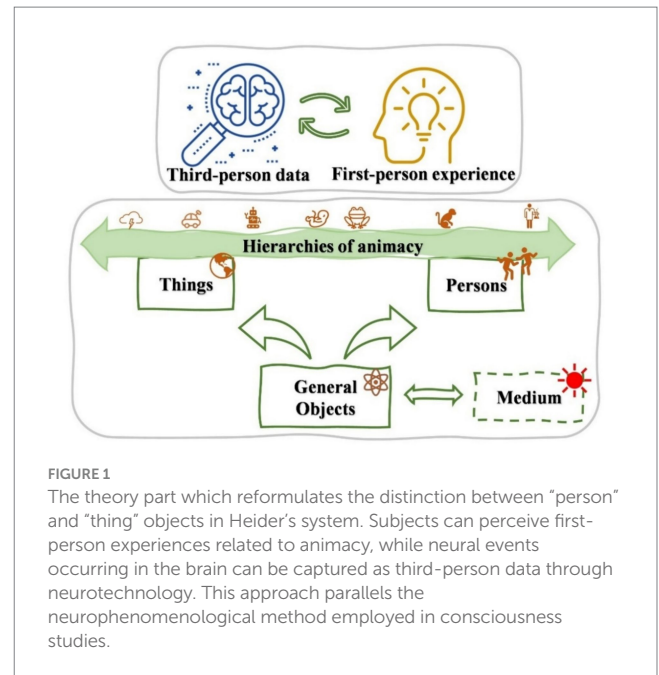 Third-person data
First-person experience
Hierarchies of animacy
Things
Persons
General
Objects
Medium
FIGURE 1
The theory part which reformulates the distinction between “person”
and “thing” objects in Heider’s system. Subjects can perceive first-
person experiences related to animacy, while neural events
occurring in the brain can be captured as third-person data through
neurotechnology. This approach parallels the
neurophenomenological method employed in consciousness
studies.